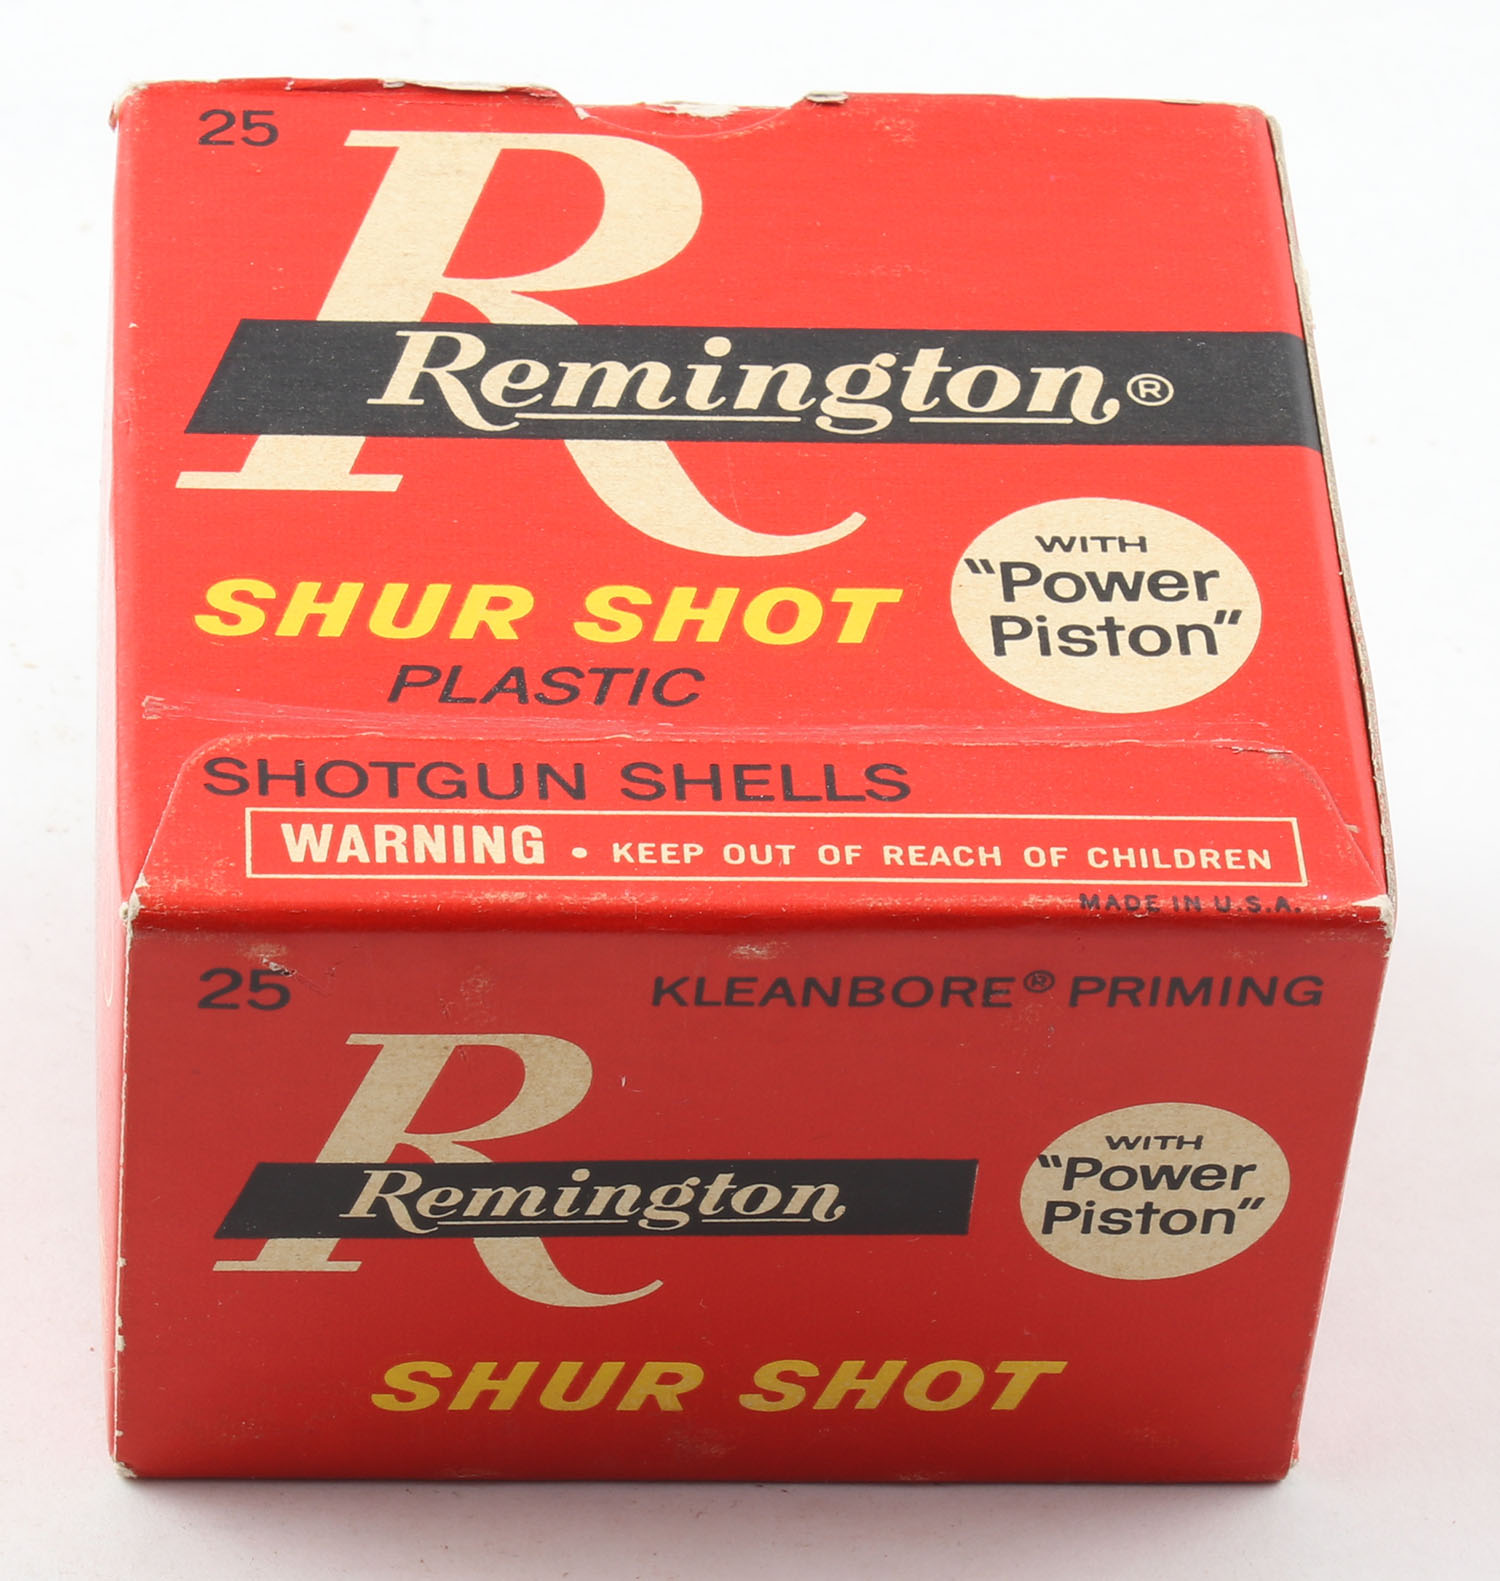 25
R
Remington®
SHUR SHOT
PLASTIC
WITH
"Power
Piston"
SHOTGUN SHELLS
WARNING • KEEP OUT OF REACH OF CHILDREN
MADE IN U.S.A.
25
KLEANBORE® PRIMING
R
Remington
WITH
"Power
Piston"
SHUR SHOT